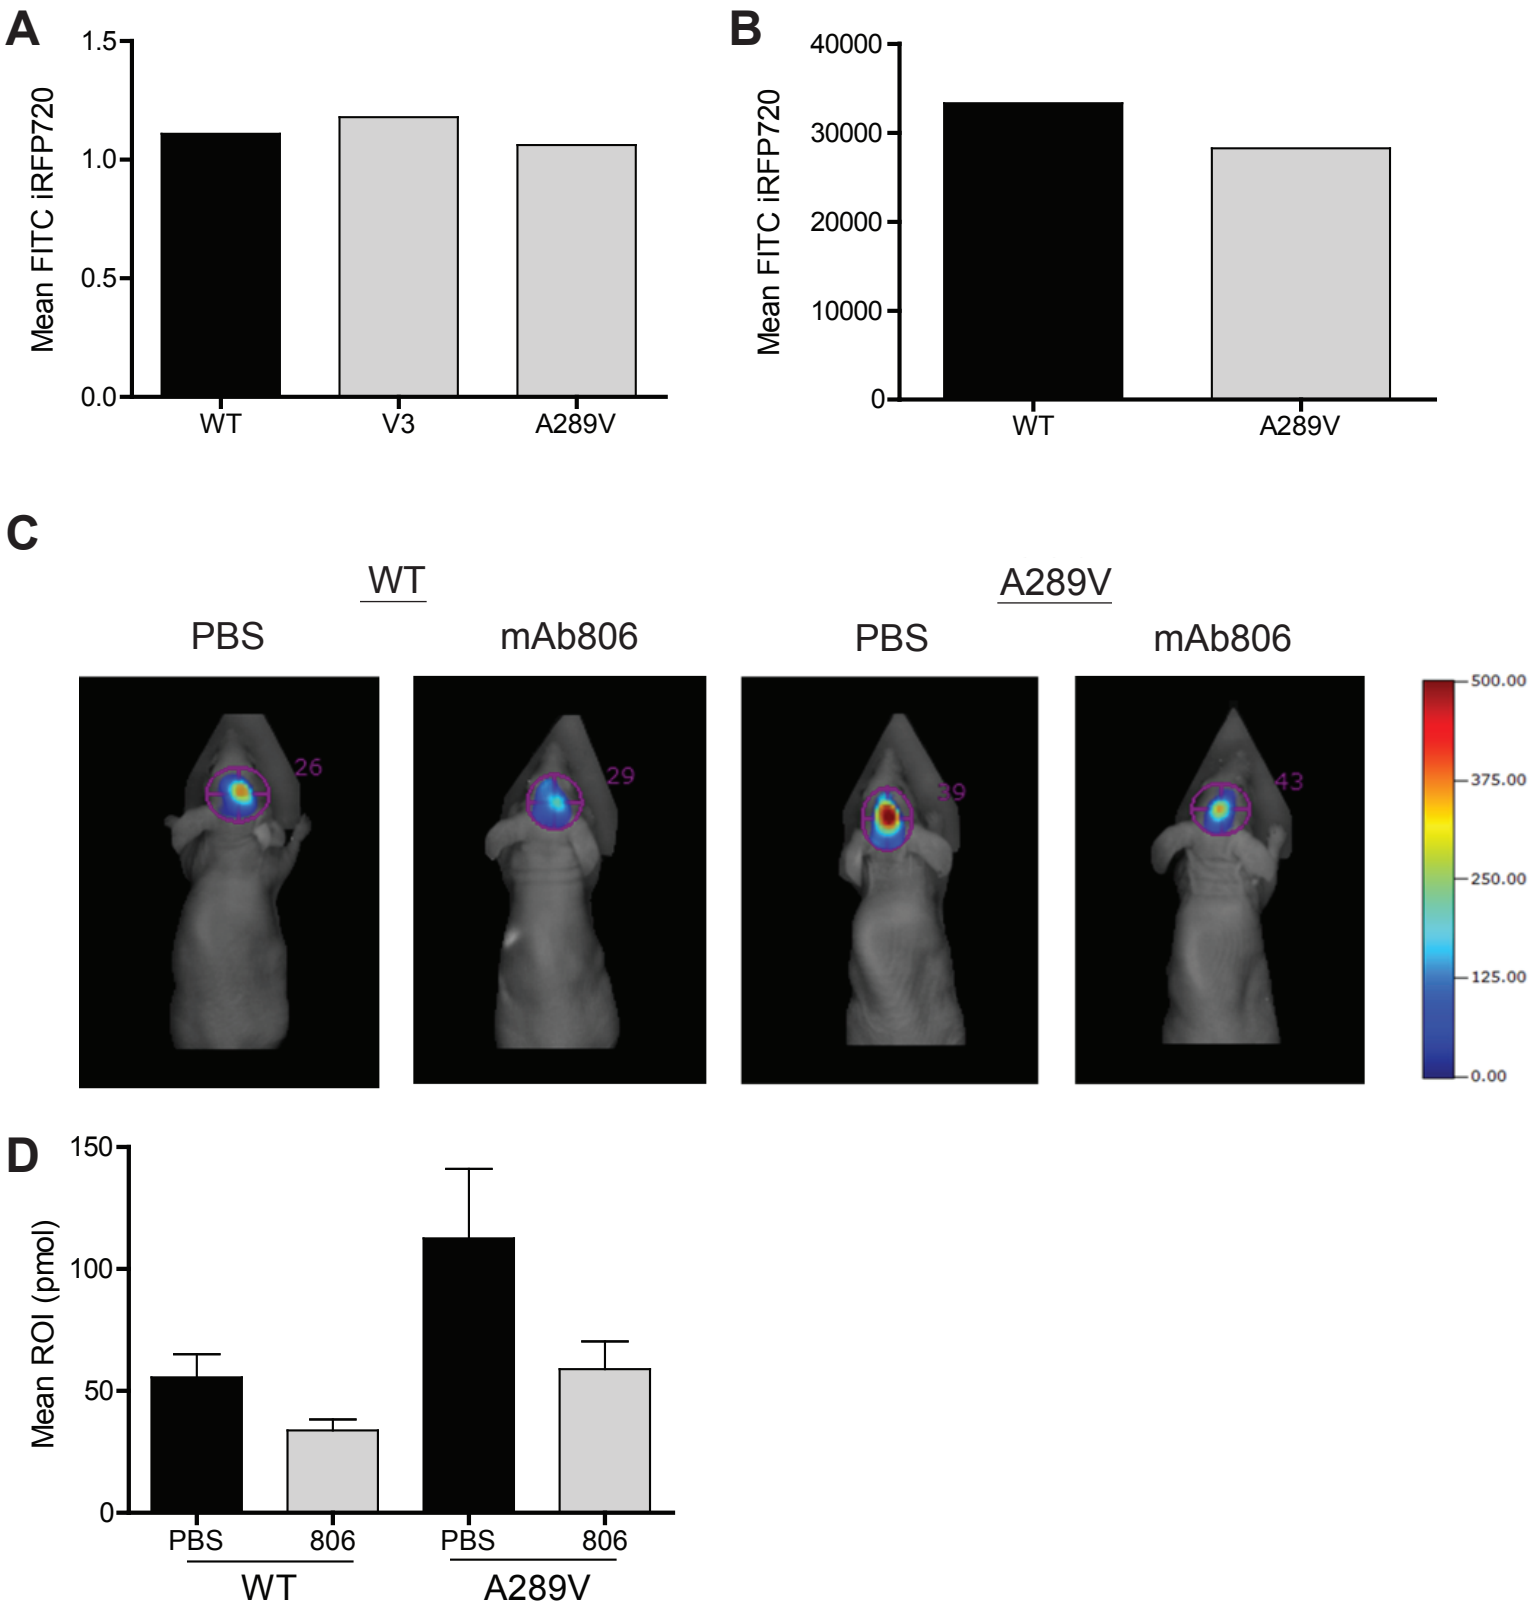 A
B
1.5
1.0
0.5
0.0
Mean FITC iRFP720
WT V3 A289V
40000
30000
20000
10000
0
Mean FITC iRFP720
WT A289V
C
WT A289V
PBS mAb806 PBS mAb806
26
29
39
43
500.00
375.00
250.00
125.00
0.00
D
150
100
50
0
Mean ROI (pmol)
PBS 806 PBS 806
WT A289V